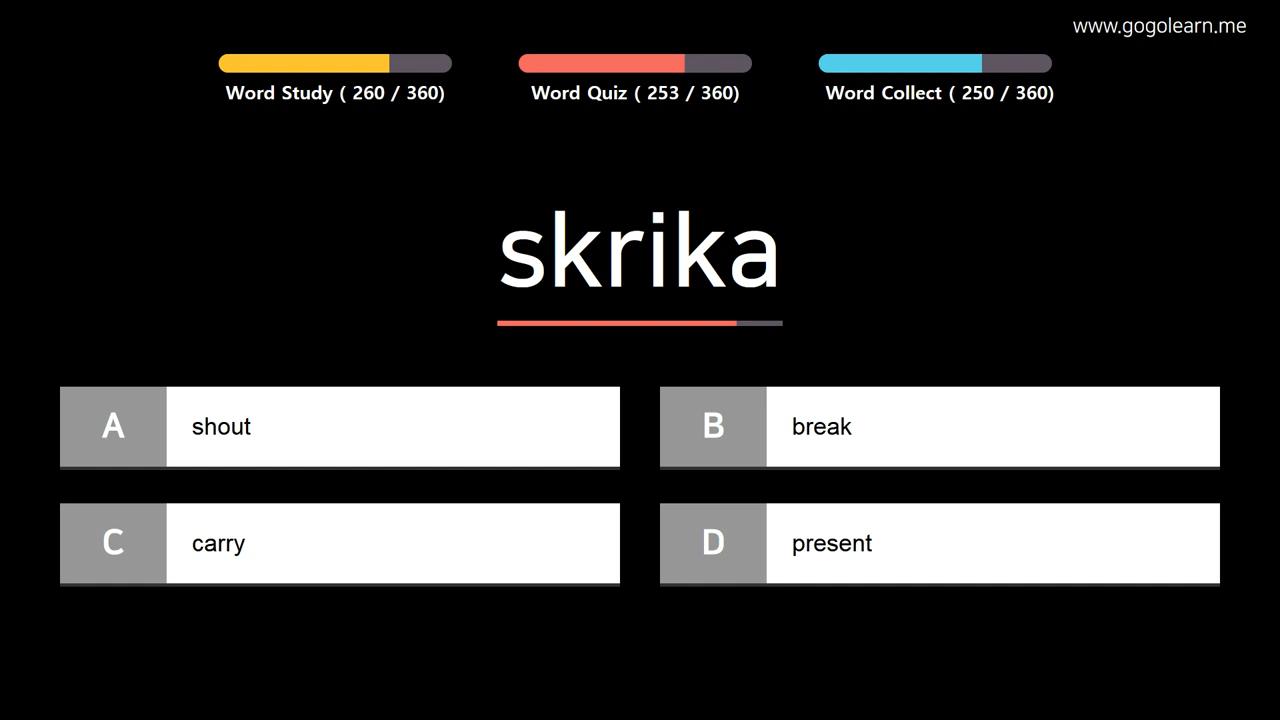 www.gogolearn.me
Word Study ( 260 / 360)
Word Quiz ( 253 / 360)
Word Collect ( 250 / 360)
skrika
A shout
B break
C carry
D present